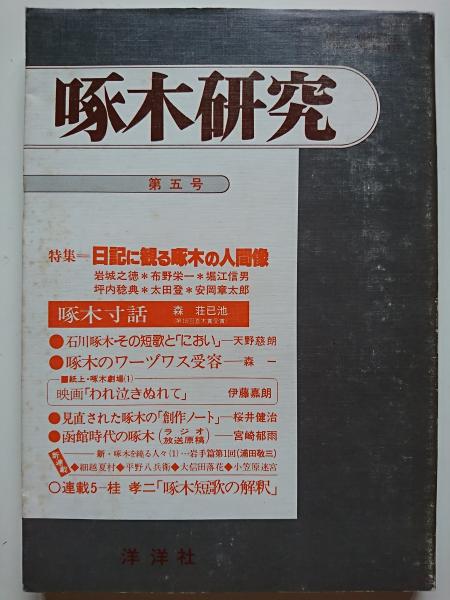 啄木研究
第五号
特集=日記に観る啄木の人間像
岩城之徳＊布野栄一＊堀江信男
坪内稔典＊太田登＊安岡章太郎
啄木寸話 森荘已池
●石川啄木・その短歌と「におい」―天野慈朗
●啄木のワーヅワス受容―森一
■紙上・啄木劇場(1)
映画「われ泣きぬれて」 伊藤嘉朗
●見直された啄木の「創作ノート」―桜井健治
●函館時代の啄木(ラジオ放送原稿)―宮崎郁雨
新・啄木を繞る人々(1)…岩手篇第1回(浦田敬三)
◆細越夏村◆平野八兵衛◆大信田落花◆小笠原迷宮
○連載5―桂孝二「啄木短歌の解釈」
洋洋社